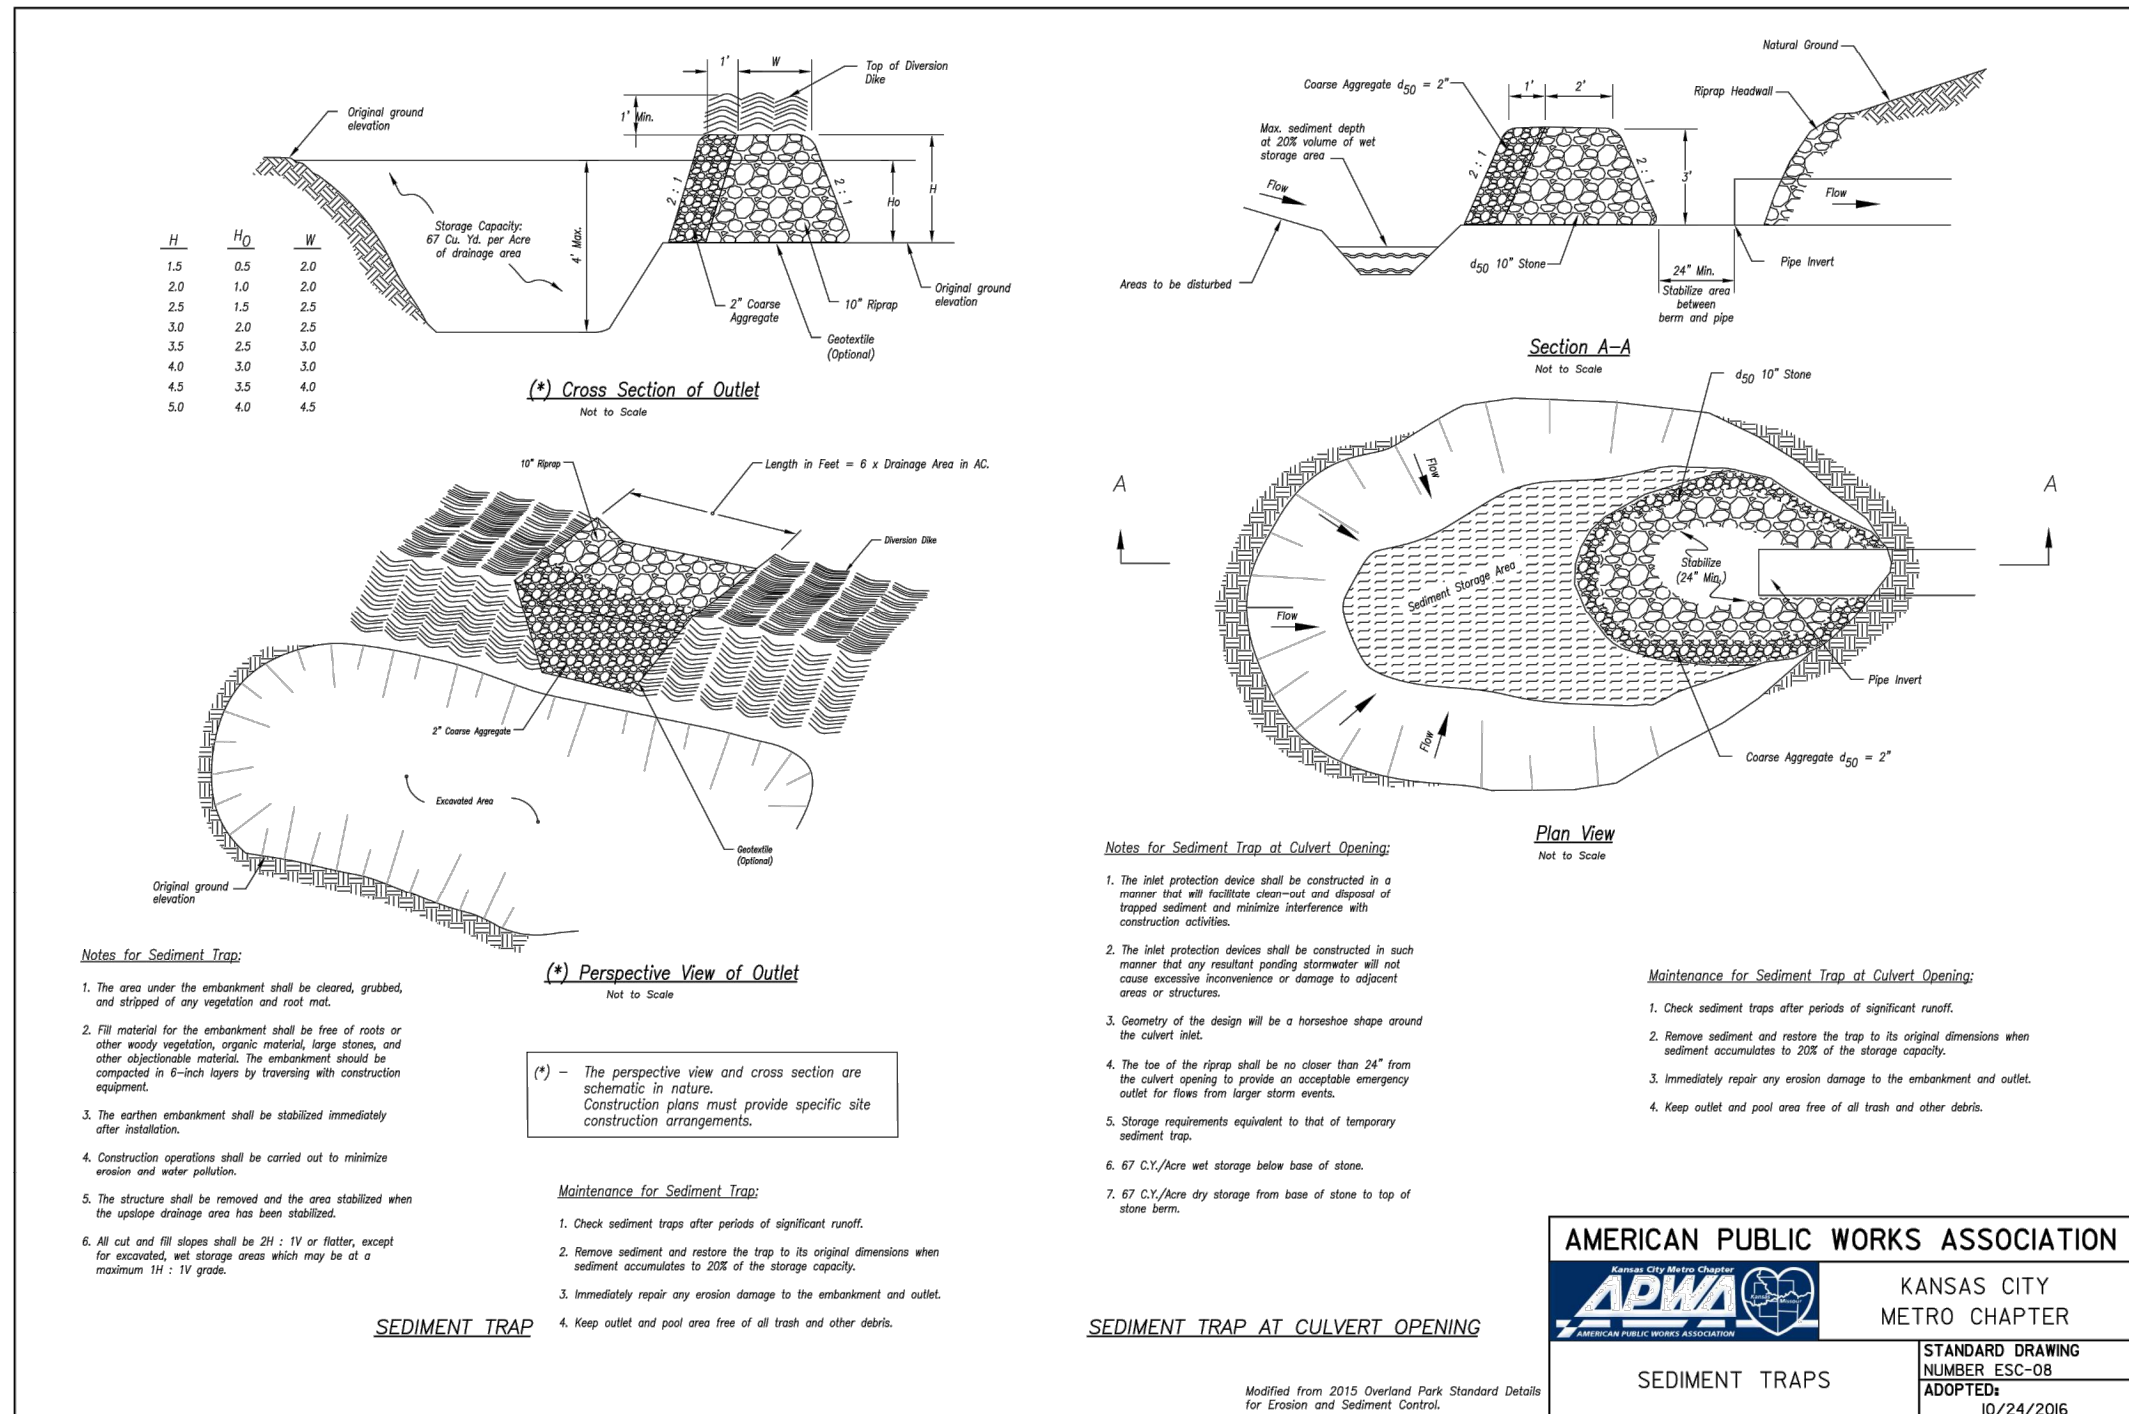 1'
W
Top of Diversion
Dike
1' Min.
Original ground
elevation
2 : 1
2 : 1
Ho
H
Storage Capacity:
67 Cu. Yd. per Acre
of drainage area
4' Max.
H HO W
1.5 0.5 2.0
2.0 1.0 2.0
2.5 1.5 2.5
3.0 2.0 2.5
3.5 2.5 3.0
4.0 3.0 3.0
4.5 3.5 4.0
5.0 4.0 4.5
2" Coarse
Aggregate
10" Riprap
Original ground
elevation
Geotextile
(Optional)
(*) Cross Section of Outlet
Not to Scale
10" Riprap
Length in Feet = 6 x Drainage Area in AC.
Diversion Dike
2" Coarse Aggregate
Excavated Area
Geotextile
(Optional)
Original ground
elevation
(*) Perspective View of Outlet
Not to Scale
Notes for Sediment Trap:
1. The area under the embankment shall be cleared, grubbed,
and stripped of any vegetation and root mat.
2. Fill material for the embankment shall be free of roots or
other woody vegetation, organic material, large stones, and
other objectionable material. The embankment should be
compacted in 6-inch layers by traversing with construction
equipment.
3. The earthen embankment shall be stabilized immediately
after installation.
4. Construction operations shall be carried out to minimize
erosion and water pollution.
5. The structure shall be removed and the area stabilized when
the upslope drainage area has been stabilized.
6. All cut and fill slopes shall be 2H : 1V or flatter, except
for excavated, wet storage areas which may be at a
maximum 1H : 1V grade.
(*) - The perspective view and cross section are
schematic in nature.
Construction plans must provide specific site
construction arrangements.
Maintenance for Sediment Trap:
1. Check sediment traps after periods of significant runoff.
2. Remove sediment and restore the trap to its original dimensions when
sediment accumulates to 20% of the storage capacity.
3. Immediately repair any erosion damage to the embankment and outlet.
4. Keep outlet and pool area free of all trash and other debris.
SEDIMENT TRAP
Natural Ground
Coarse Aggregate d50 = 2"
1'
2'
Riprap Headwall
Max. sediment depth
at 20% volume of wet
storage area
2 : 1
2 : 1
3'
Flow
Flow
Areas to be disturbed
d50 10" Stone
24" Min.
Stabilize area
between
berm and pipe
Pipe Invert
Section A-A
Not to Scale
d50 10" Stone
A
A
Flow
Sediment Storage Area
Stabilize
(24" Min.)
Flow
Flow
Pipe Invert
Coarse Aggregate d50 = 2"
Plan View
Not to Scale
Notes for Sediment Trap at Culvert Opening:
1. The inlet protection device shall be constructed in a
manner that will facilitate clean-out and disposal of
trapped sediment and minimize interference with
construction activities.
2. The inlet protection devices shall be constructed in such
manner that any resultant ponding stormwater will not
cause excessive inconvenience or damage to adjacent
areas or structures.
3. Geometry of the design will be a horseshoe shape around
the culvert inlet.
4. The toe of the riprap shall be no closer than 24" from
the culvert opening to provide an acceptable emergency
outlet for flows from larger storm events.
5. Storage requirements equivalent to that of temporary
sediment trap.
6. 67 C.Y./Acre wet storage below base of stone.
7. 67 C.Y./Acre dry storage from base of stone to top of
stone berm.
Maintenance for Sediment Trap at Culvert Opening:
1. Check sediment traps after periods of significant runoff.
2. Remove sediment and restore the trap to its original dimensions when
sediment accumulates to 20% of the storage capacity.
3. Immediately repair any erosion damage to the embankment and outlet.
4. Keep outlet and pool area free of all trash and other debris.
SEDIMENT TRAP AT CULVERT OPENING
Modified from 2015 Overland Park Standard Details
for Erosion and Sediment Control.
AMERICAN PUBLIC WORKS ASSOCIATION
Kansas City Metro Chapter
APWA
Kansas
Missouri
AMERICAN PUBLIC WORKS ASSOCIATION
KANSAS CITY
METRO CHAPTER
SEDIMENT TRAPS
STANDARD DRAWING
NUMBER ESC-08
ADOPTED:
10/24/2016